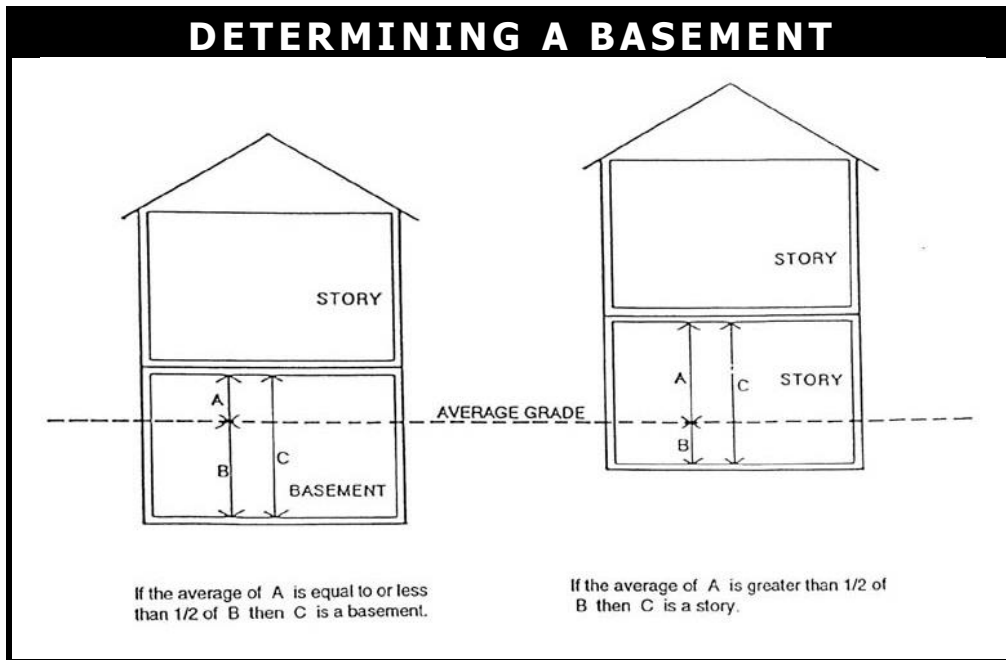 DETERMINING A BASEMENT
STORY
A
B
C
BASEMENT
AVERAGE GRADE
STORY
A
C
STORY
B
If the average of A is equal to or less
than 1/2 of B then C is a basement.
If the average of A is greater than 1/2 of
B then C is a story.